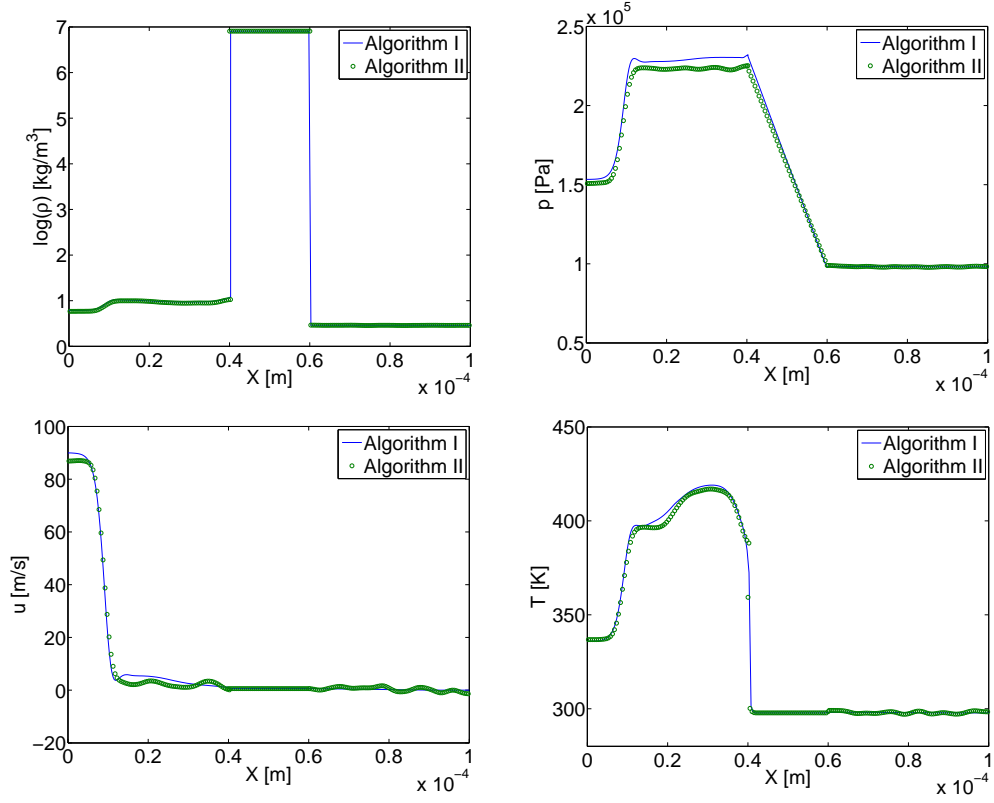 7
6
5
4
3
2
1
0
log(ρ) [kg/m³]
Algorithm I
Algorithm II
0 0.2 0.4 0.6 0.8 1
X [m]
x 10⁻⁴
x 10⁵
2.5
2
1.5
1
0.5
p [Pa]
Algorithm I
Algorithm II
0 0.2 0.4 0.6 0.8 1
X [m]
x 10⁻⁴
100
80
60
40
20
0
−20
u [m/s]
Algorithm I
Algorithm II
0 0.2 0.4 0.6 0.8 1
X [m]
x 10⁻⁴
450
400
350
300
T [K]
Algorithm I
Algorithm II
0 0.2 0.4 0.6 0.8 1
X [m]
x 10⁻⁴